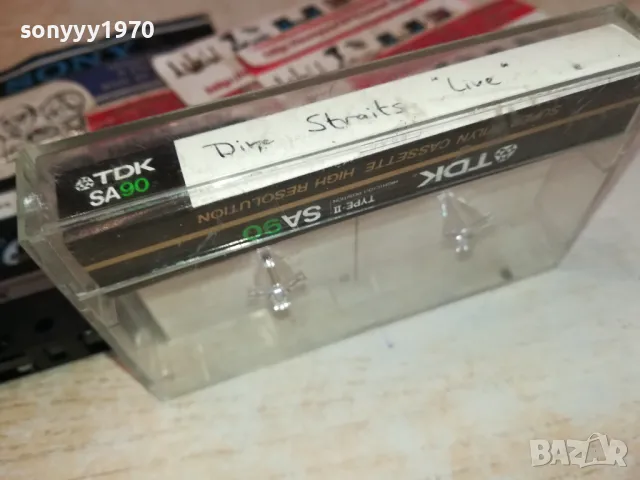 sonyyy1970
SONY
Dire Straits "Live"
TDK
SA90
SUPER AVILYN CASSETTE HIGH RESOLUTION
TDK
TYPE-II SA90
BAZAR